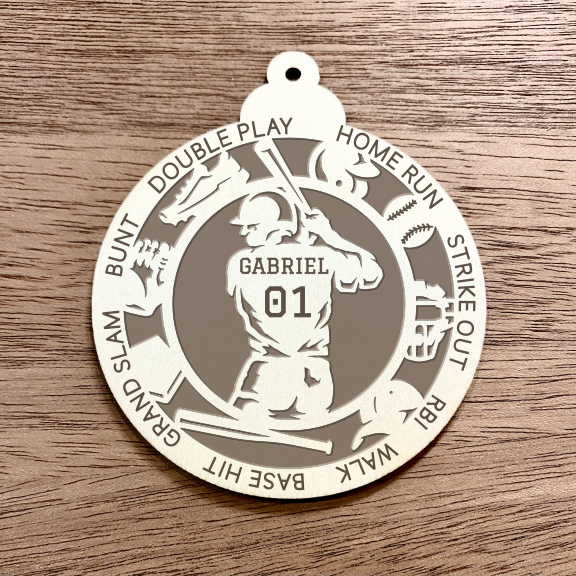 DOUBLE PLAY
HOME RUN
STRIKE OUT
RBI
WALK
BASE HIT
GRAND SLAM
BUNT
GABRIEL
01